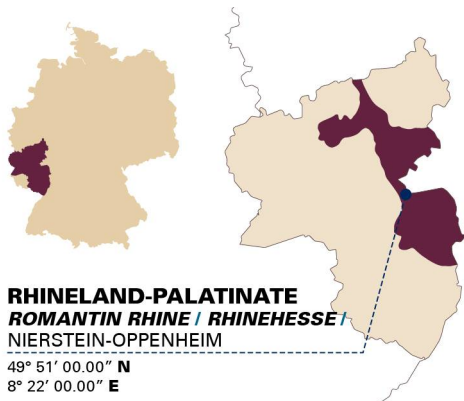 RHINELAND-PALATINATE
ROMANTIN RHINE / RHINEHESSE /
NIERSTEIN-OPPENHEIM
49° 51’ 00.00” N
8° 22’ 00.00” E